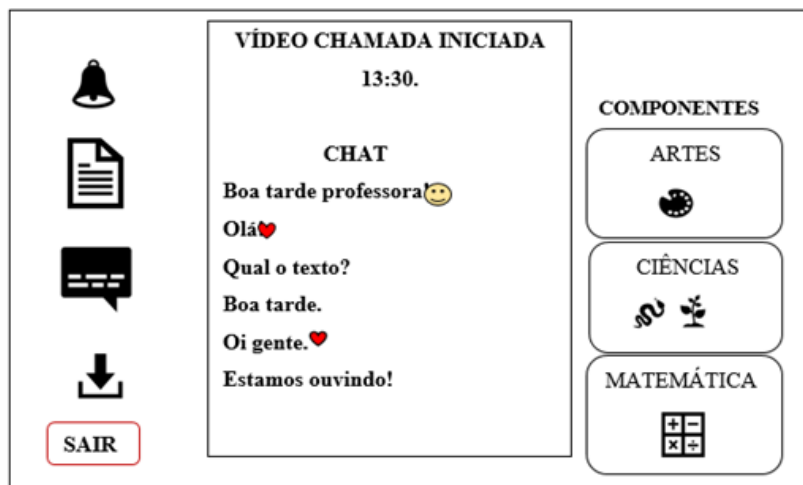 VÍDEO CHAMADA INICIADA
13:30.
CHAT
Boa tarde professora!
Olá!
Qual o texto?
Boa tarde.
Oi gente.
Estamos ouvindo!
SAIR
COMPONENTES
ARTES
CIÊNCIAS
MATEMÁTICA